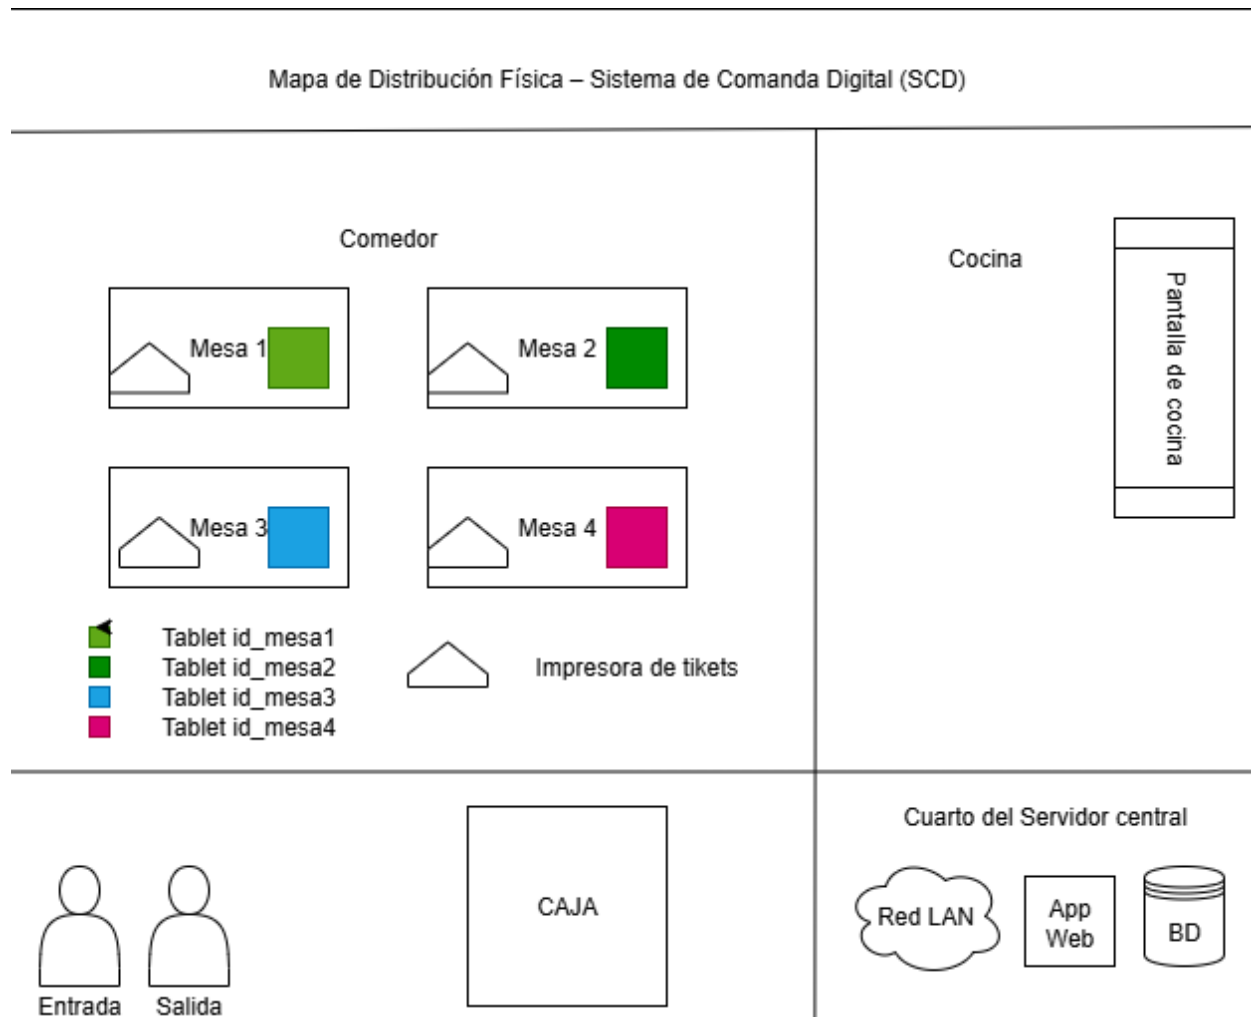 Mapa de Distribución Física – Sistema de Comanda Digital (SCD)
Comedor
Cocina
Pantalla de cocina
Mesa 1
Mesa 2
Mesa 3
Mesa 4
Tablet id_mesa1
Tablet id_mesa2
Tablet id_mesa3
Tablet id_mesa4
Impresora de tikets
CAJA
Entrada
Salida
Cuarto del Servidor central
Red LAN
App
Web
BD